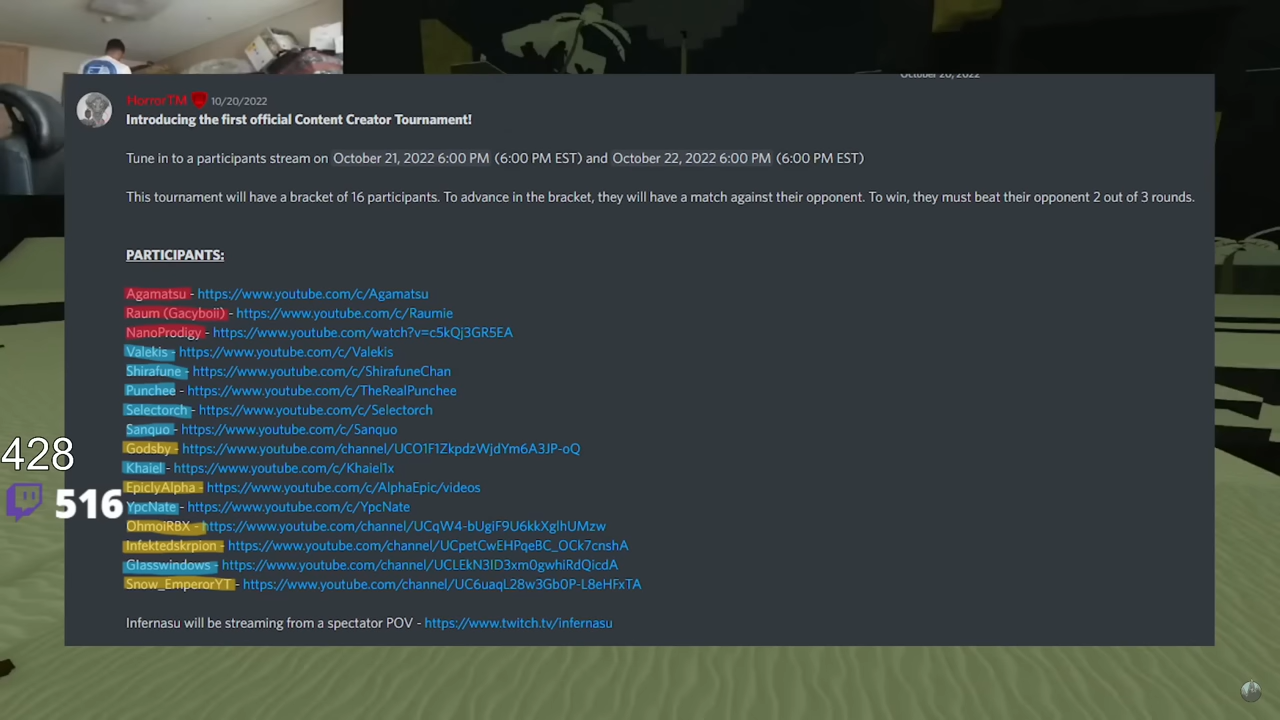 October 20, 2022
HorrorTM 10/20/2022
Introducing the first official Content Creator Tournament!
Tune in to a participants stream on October 21, 2022 6:00 PM (6:00 PM EST) and October 22, 2022 6:00 PM (6:00 PM EST)
This tournament will have a bracket of 16 participants. To advance in the bracket, they will have a match against their opponent. To win, they must beat their opponent 2 out of 3 rounds.
PARTICIPANTS:
Agamatsu - https://www.youtube.com/c/Agamatsu
Raum (Gacyboii) - https://www.youtube.com/c/Raumie
NanoProdigy - https://www.youtube.com/watch?v=c5kQj3GR5EA
Valekis - https://www.youtube.com/c/Valekis
Shirafune - https://www.youtube.com/c/ShirafuneChan
Punchee - https://www.youtube.com/c/TheRealPunchee
Selectorch - https://www.youtube.com/c/Selectorch
Sanquo - https://www.youtube.com/c/Sanquo
Godsby - https://www.youtube.com/channel/UCO1F1ZkpdzWjdYm6A3JP-oQ
Khaiel - https://www.youtube.com/c/Khaiel1x
EpiclyAlpha - https://www.youtube.com/c/AlphaEpic/videos
YpcNate - https://www.youtube.com/c/YpcNate
OhmoiRBX - https://www.youtube.com/channel/UCqW4-bUgiF9U6kkXglhUMzw
Infektedskrpion - https://www.youtube.com/channel/UCpetCwEHPqeBC_OCk7cnshA
Glasswindows - https://www.youtube.com/channel/UCLEkN3ID3xm0gwhiRdQicdA
Snow_EmperorYT - https://www.youtube.com/channel/UC6uaqL28w3Gb0P-L8eHFxTA
Infernasu will be streaming from a spectator POV - https://www.twitch.tv/infernasu
428
516